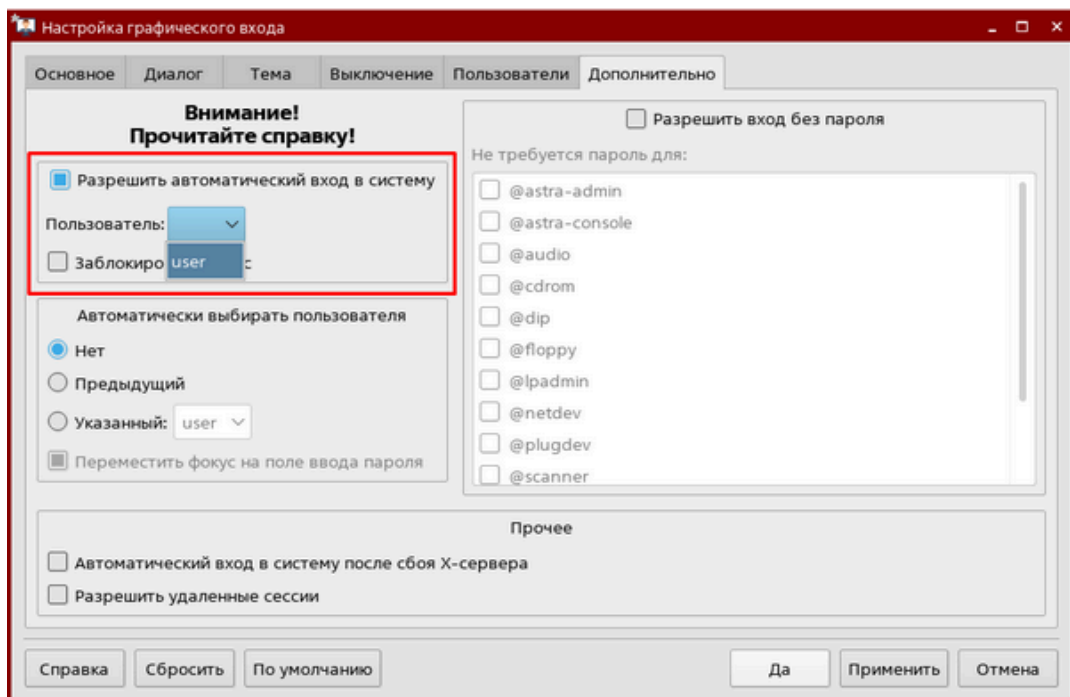 Настройка графического входа
Основное
Диалог
Тема
Выключение
Пользователи
Дополнительно
Внимание!
Прочитайте справку!
Разрешить автоматический вход в систему
Пользователь:
user
Заблокиро
с
Автоматически выбирать пользователя
Нет
Предыдущий
Указанный: user
Переместить фокус на поле ввода пароля
Разрешить вход без пароля
Не требуется пароль для:
@astra-admin
@astra-console
@audio
@cdrom
@dip
@floppy
@lpadmin
@netdev
@plugdev
@scanner
Прочее
Автоматический вход в систему после сбоя X-сервера
Разрешить удаленные сессии
Справка
Сбросить
По умолчанию
Да
Применить
Отмена